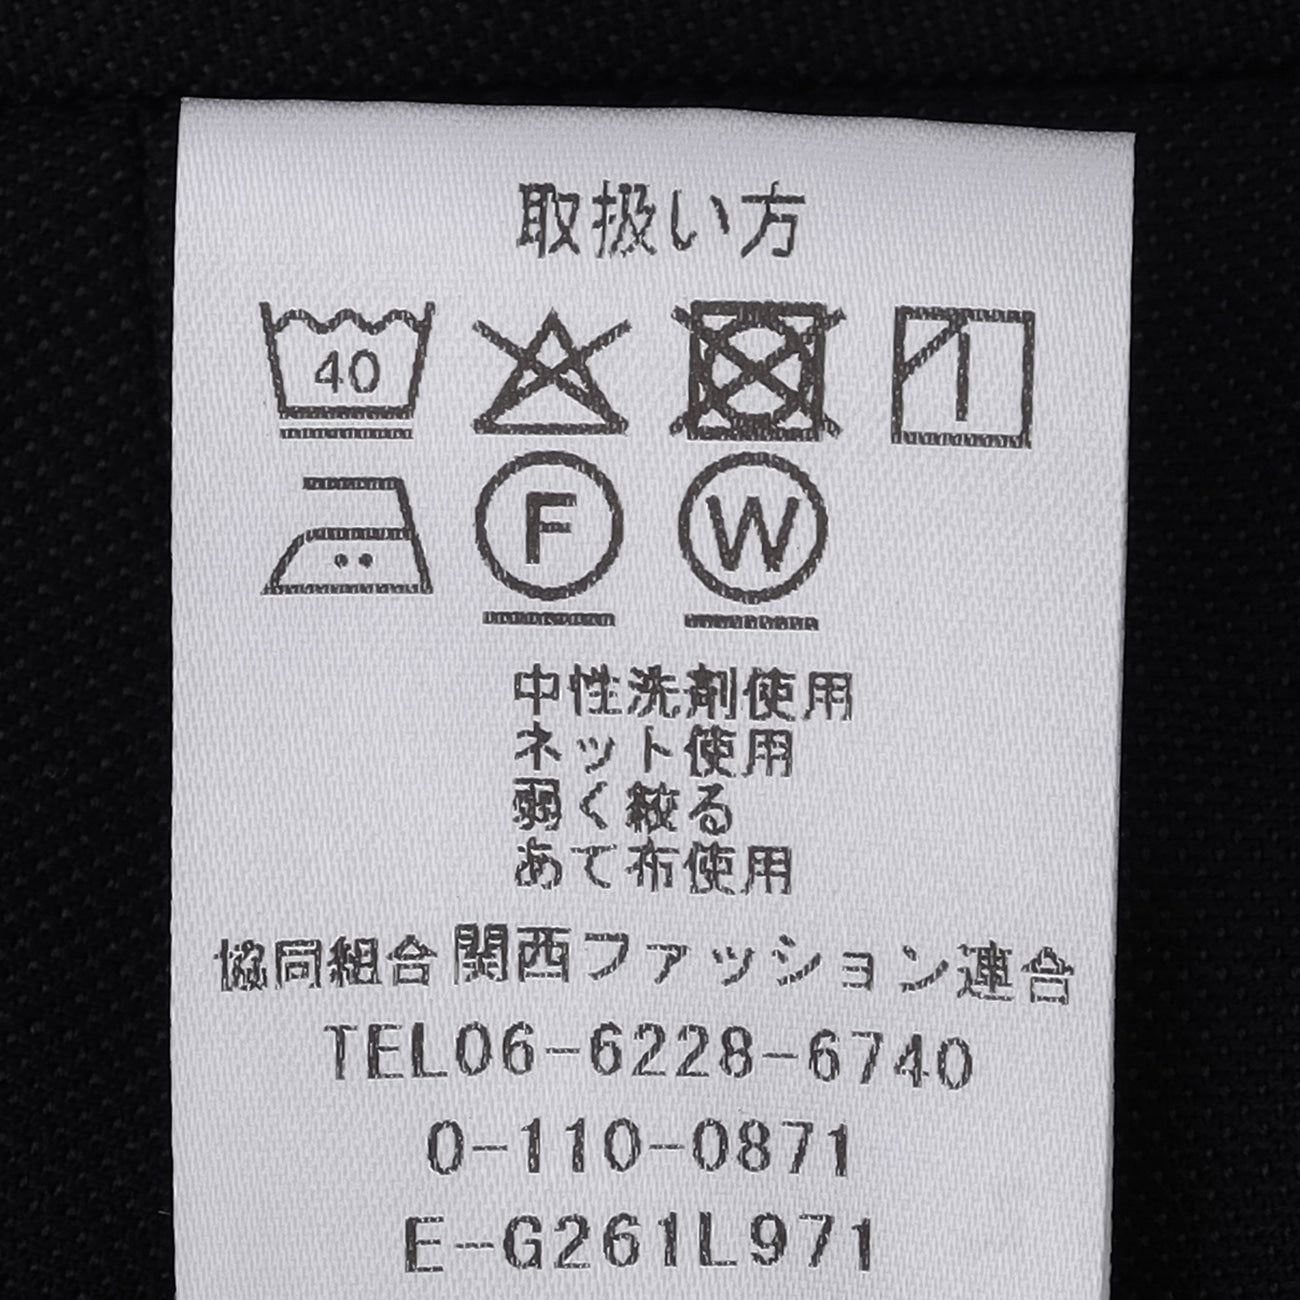 取扱い方
40
F W
中性洗剤使用
ネット使用
弱く絞る
あて布使用
協同組合関西ファッション連合
TEL06-6228-6740
0-110-0871
E-G261L971